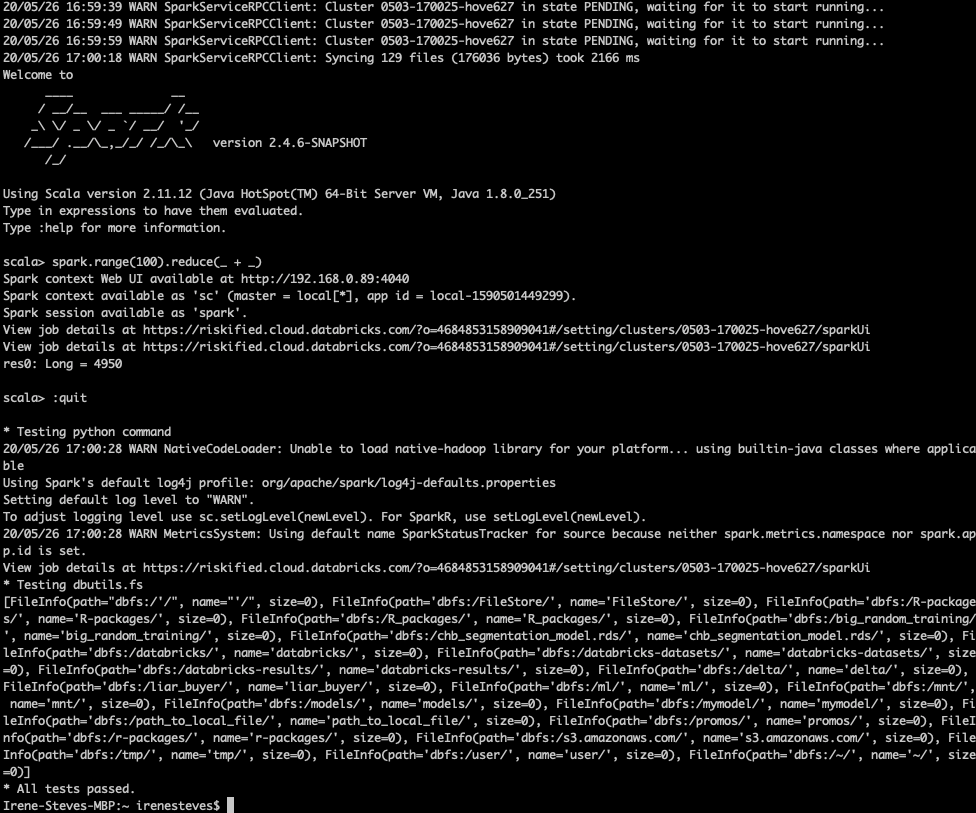 20/05/26 16:59:39 WARN SparkServiceRPCClient: Cluster 0503-170025-hove627 in state PENDING, waiting for it to start running...
20/05/26 16:59:49 WARN SparkServiceRPCClient: Cluster 0503-170025-hove627 in state PENDING, waiting for it to start running...
20/05/26 16:59:59 WARN SparkServiceRPCClient: Cluster 0503-170025-hove627 in state PENDING, waiting for it to start running...
20/05/26 17:00:18 WARN SparkServiceRPCClient: Syncing 129 files (176036 bytes) took 2166 ms
Welcome to
      ____              __
     / __/__  ___ _____/ /__
    _\ \/ _ \/ _ `/ __/  '_/
   /___/ .__/\_,_/_/ /_/\_\   version 2.4.6-SNAPSHOT
      /_/

Using Scala version 2.11.12 (Java HotSpot(TM) 64-Bit Server VM, Java 1.8.0_251)
Type in expressions to have them evaluated.
Type :help for more information.

scala> spark.range(100).reduce(_ + _)
Spark context Web UI available at http://192.168.0.89:4040
Spark context available as 'sc' (master = local[*], app id = local-1590501449299).
Spark session available as 'spark'.
View job details at https://riskified.cloud.databricks.com/?o=4684853158909041#/setting/clusters/0503-170025-hove627/sparkUi
View job details at https://riskified.cloud.databricks.com/?o=4684853158909041#/setting/clusters/0503-170025-hove627/sparkUi
res0: Long = 4950

scala> :quit

* Testing python command
20/05/26 17:00:28 WARN NativeCodeLoader: Unable to load native-hadoop library for your platform... using builtin-java classes where applica
ble
Using Spark's default log4j profile: org/apache/spark/log4j-defaults.properties
Setting default log level to "WARN".
To adjust logging level use sc.setLogLevel(newLevel). For SparkR, use setLogLevel(newLevel).
20/05/26 17:00:28 WARN MetricsSystem: Using default name SparkStatusTracker for source because neither spark.metrics.namespace nor spark.ap
p.id is set.
View job details at https://riskified.cloud.databricks.com/?o=4684853158909041#/setting/clusters/0503-170025-hove627/sparkUi
* Testing dbutils.fs
[FileInfo(path="dbfs:/'/", name="'/", size=0), FileInfo(path='dbfs:/FileStore/', name='FileStore/', size=0), FileInfo(path='dbfs:/R-package
s/', name='R-packages/', size=0), FileInfo(path='dbfs:/R_packages/', name='R_packages/', size=0), FileInfo(path='dbfs:/big_random_training/
', name='big_random_training/', size=0), FileInfo(path='dbfs:/chb_segmentation_model.rds/', name='chb_segmentation_model.rds/', size=0), Fi
leInfo(path='dbfs:/databricks/', name='databricks/', size=0), FileInfo(path='dbfs:/databricks-datasets/', name='databricks-datasets/', size
=0), FileInfo(path='dbfs:/databricks-results/', name='databricks-results/', size=0), FileInfo(path='dbfs:/delta/', name='delta/', size=0),
FileInfo(path='dbfs:/liar_buyer/', name='liar_buyer/', size=0), FileInfo(path='dbfs:/ml/', name='ml/', size=0), FileInfo(path='dbfs:/mnt/',
 name='mnt/', size=0), FileInfo(path='dbfs:/models/', name='models/', size=0), FileInfo(path='dbfs:/mymodel/', name='mymodel/', size=0), Fi
leInfo(path='dbfs:/path_to_local_file/', name='path_to_local_file/', size=0), FileInfo(path='dbfs:/promos/', name='promos/', size=0), FileI
nfo(path='dbfs:/r-packages/', name='r-packages/', size=0), FileInfo(path='dbfs:/s3.amazonaws.com/', name='s3.amazonaws.com/', size=0), File
Info(path='dbfs:/tmp/', name='tmp/', size=0), FileInfo(path='dbfs:/user/', name='user/', size=0), FileInfo(path='dbfs:/~/', name='~/', size
=0)]
* All tests passed.
Irene-Steves-MBP:~ irenesteves$